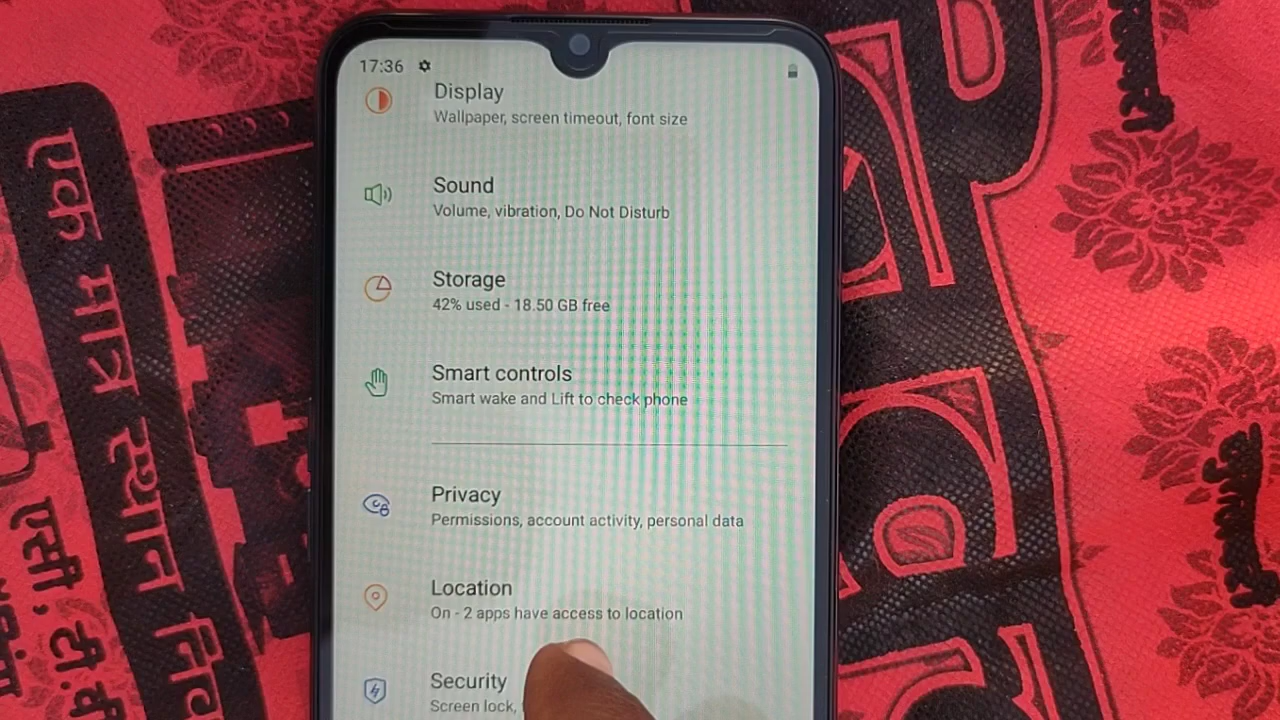 17:36
Display
Wallpaper, screen timeout, font size
Sound
Volume, vibration, Do Not Disturb
Storage
42% used - 18.50 GB free
Smart controls
Smart wake and Lift to check phone
Privacy
Permissions, account activity, personal data
Location
On - 2 apps have access to location
Security
Screen lock,
एक मात्र स्थान
एसी, टी.वी